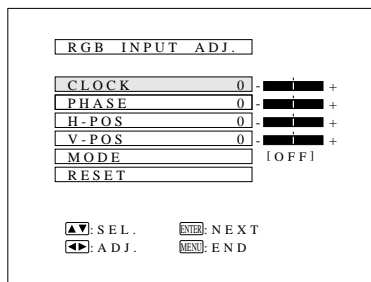 RGB INPUT ADJ.
CLOCK 0 - +
PHASE 0 - +
H-POS 0 - +
V-POS 0 - +
MODE [OFF]
RESET
▲▼:SEL. ENTER:NEXT
◀▶:ADJ. MENU:END